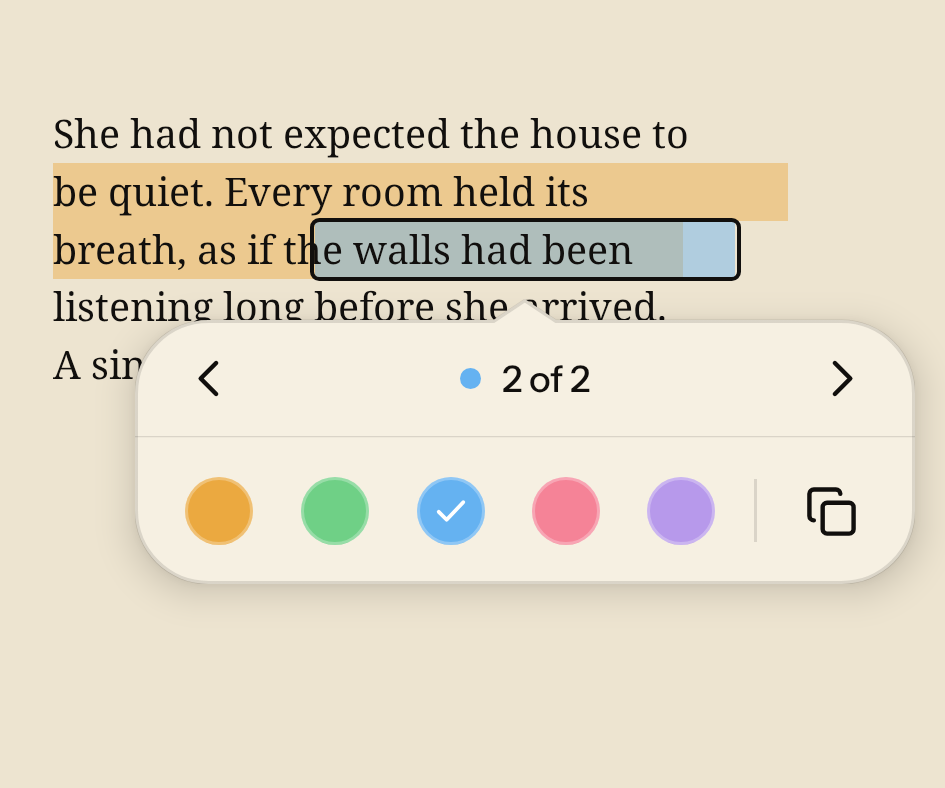 She had not expected the house to
be quiet. Every room held its
breath, as if the walls had been
listening long before she arrived.
A
2 of 2